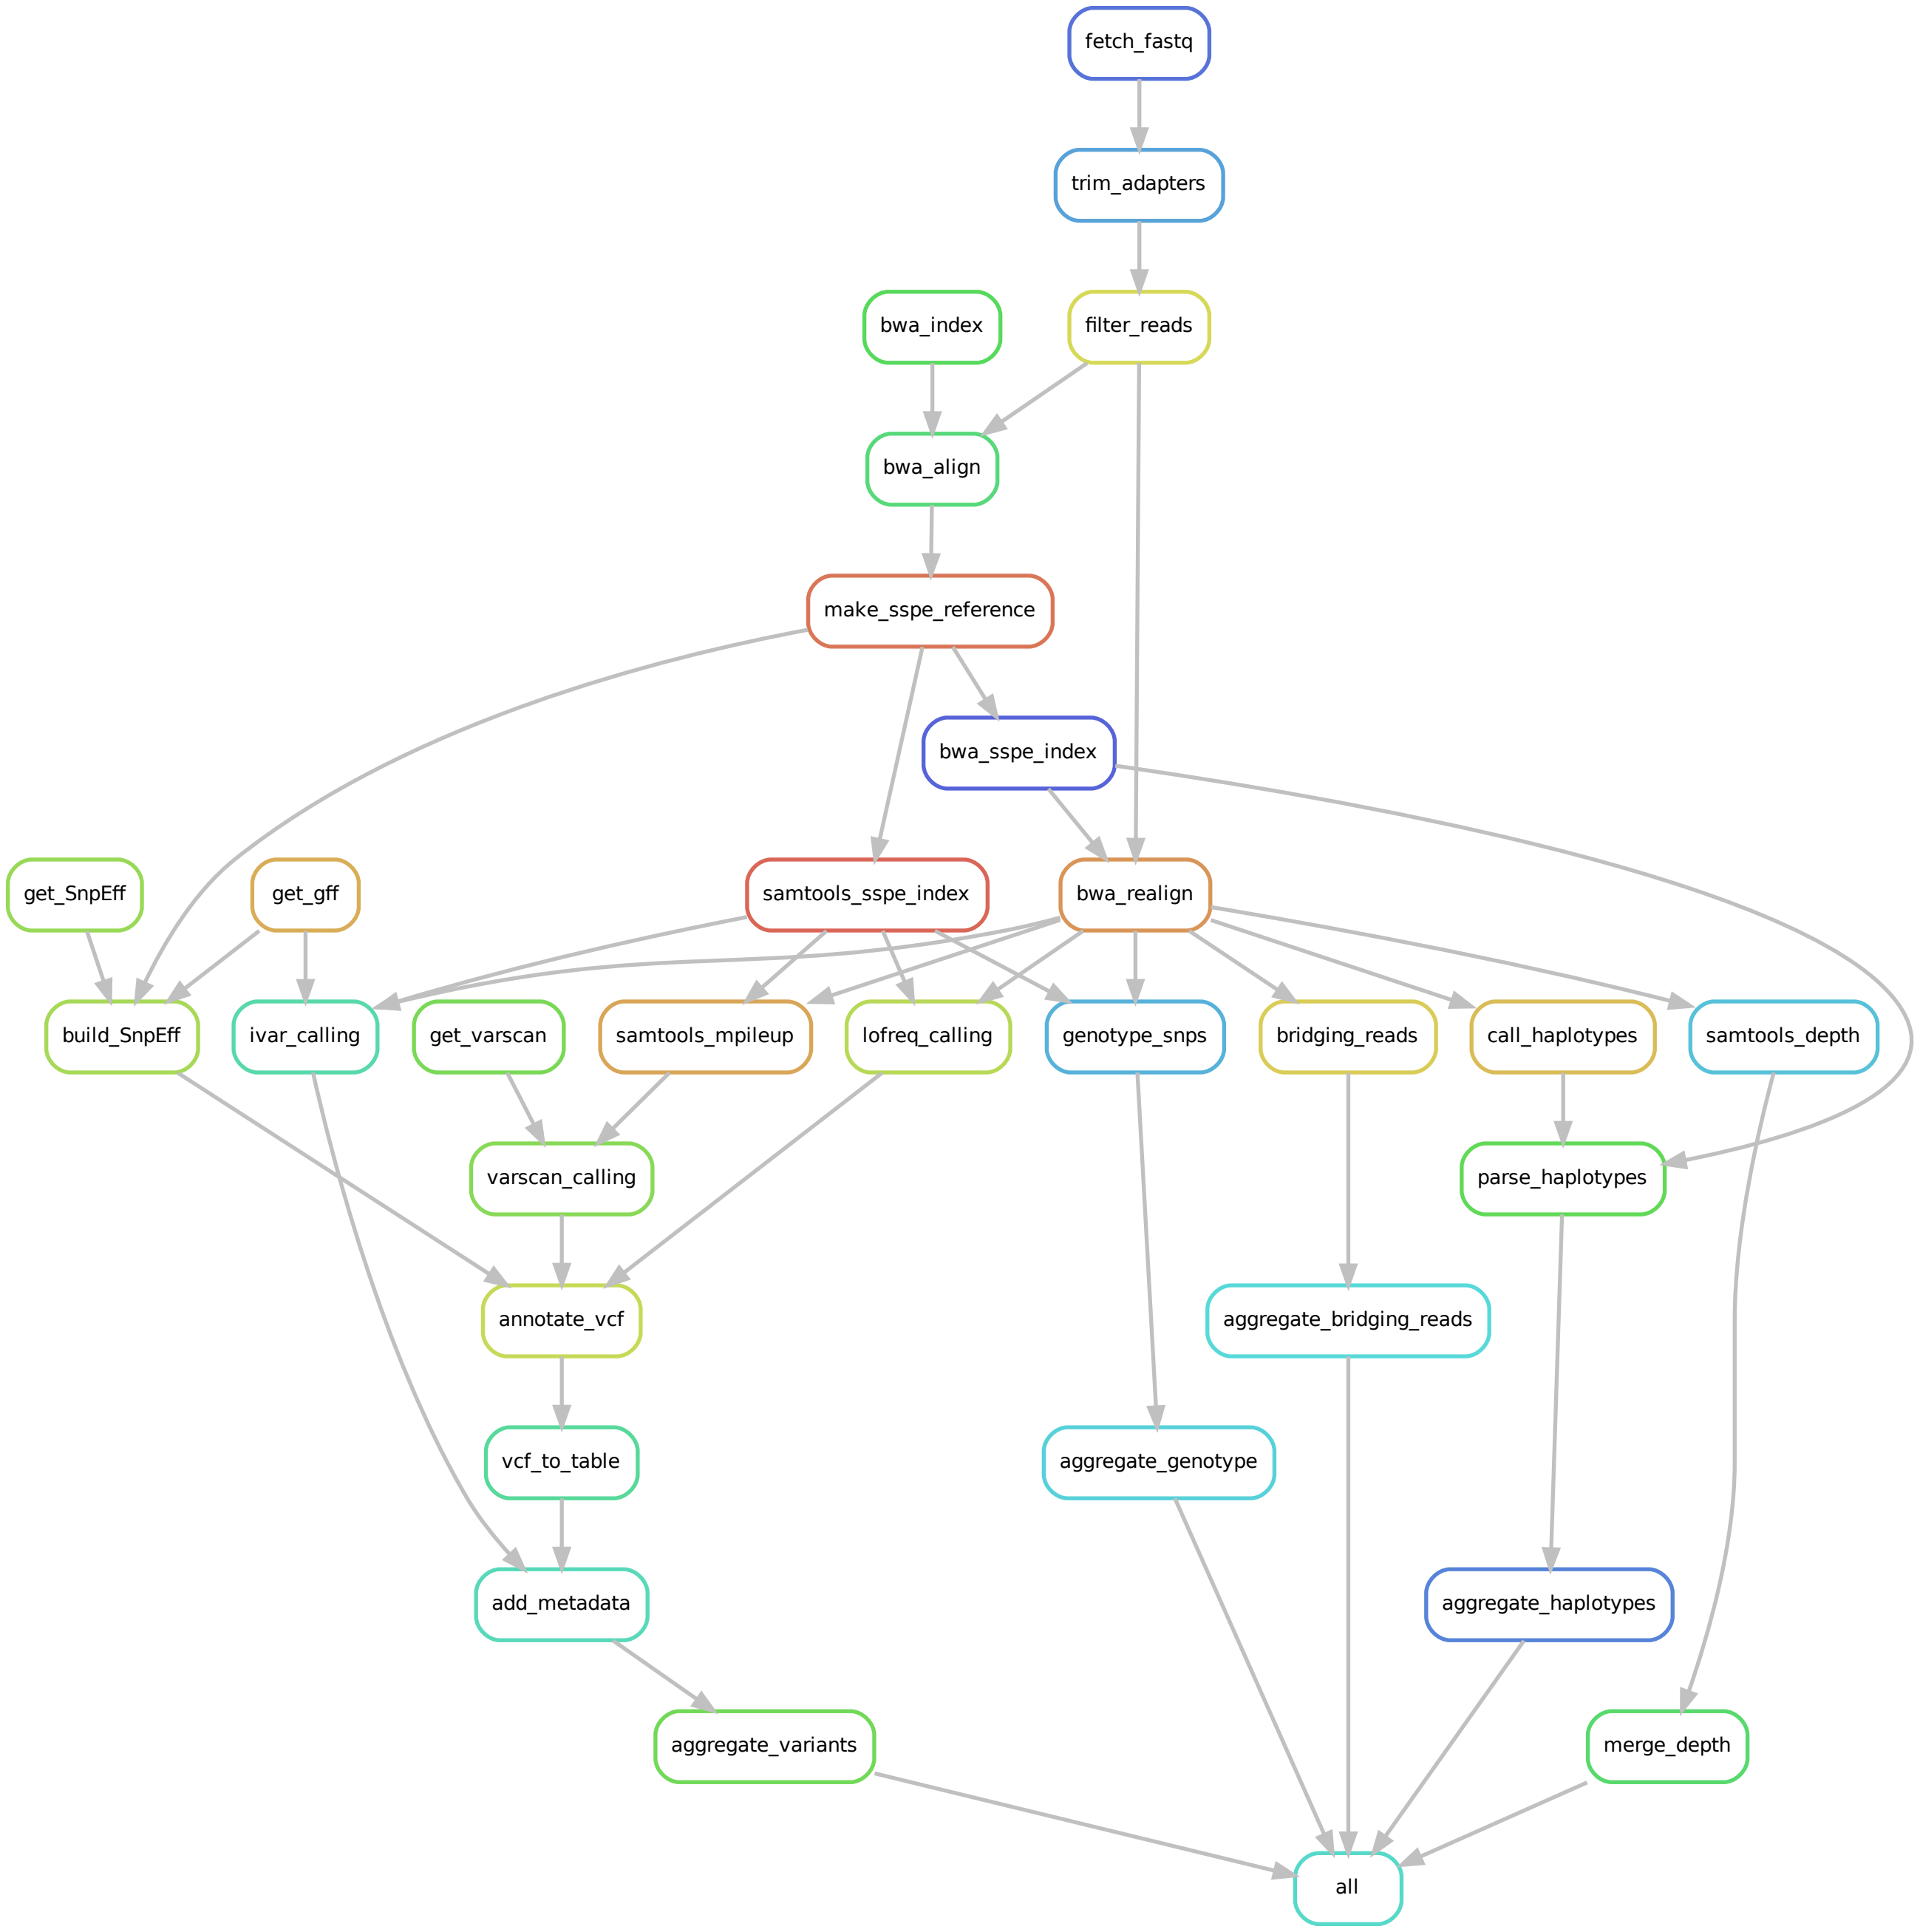 fetch_fastq
trim_adapters
bwa_index
filter_reads
bwa_align
make_sspe_reference
bwa_sspe_index
get_SnpEff
get_gff
samtools_sspe_index
bwa_realign
build_SnpEff
ivar_calling
get_varscan
samtools_mpileup
lofreq_calling
genotype_snps
bridging_reads
call_haplotypes
samtools_depth
varscan_calling
parse_haplotypes
annotate_vcf
aggregate_bridging_reads
vcf_to_table
aggregate_genotype
add_metadata
aggregate_haplotypes
aggregate_variants
merge_depth
all